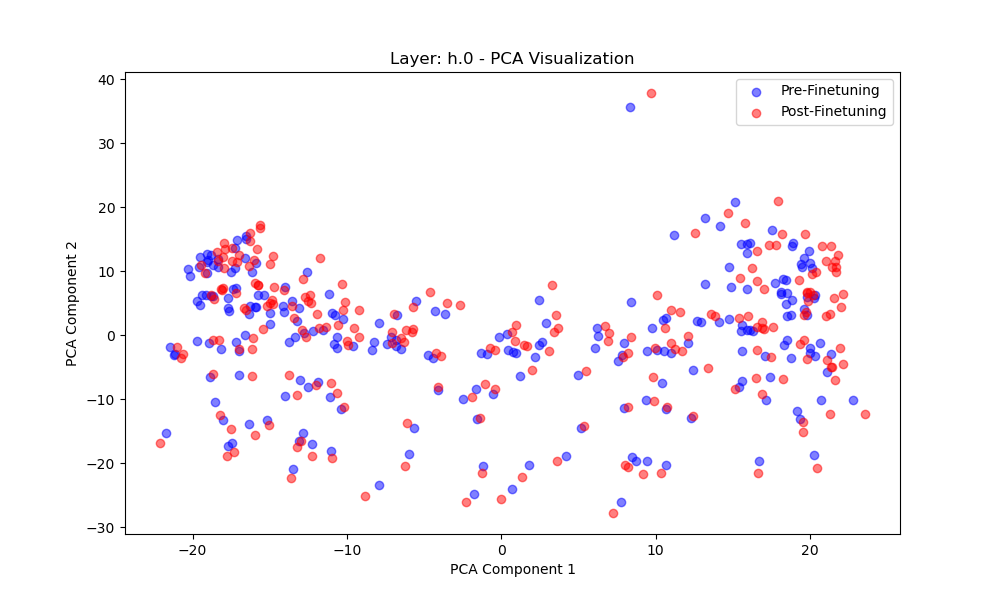 Layer: h.0 - PCA Visualization
Pre-Finetuning
Post-Finetuning
PCA Component 2
40
30
20
10
0
−10
−20
−30
−20
−10
0
10
20
PCA Component 1